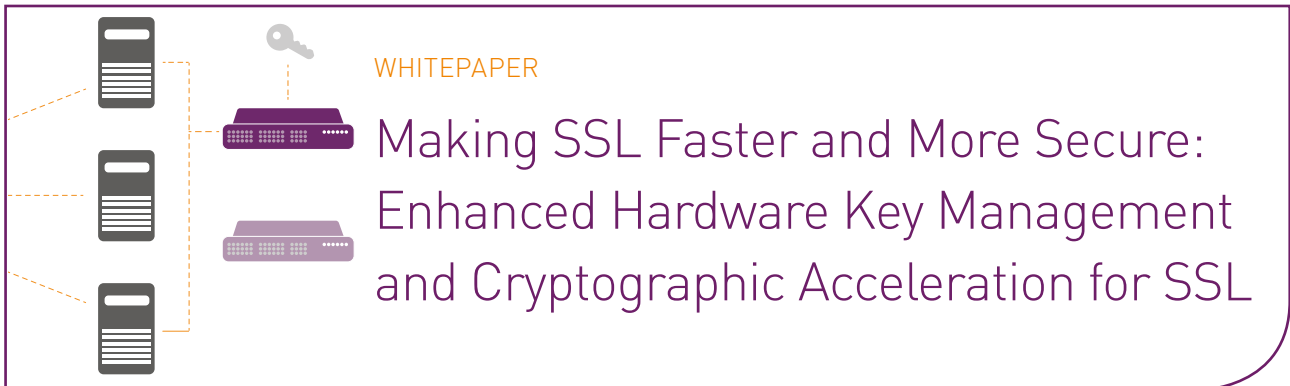 WHITEPAPER
Making SSL Faster and More Secure:
Enhanced Hardware Key Management
and Cryptographic Acceleration for SSL